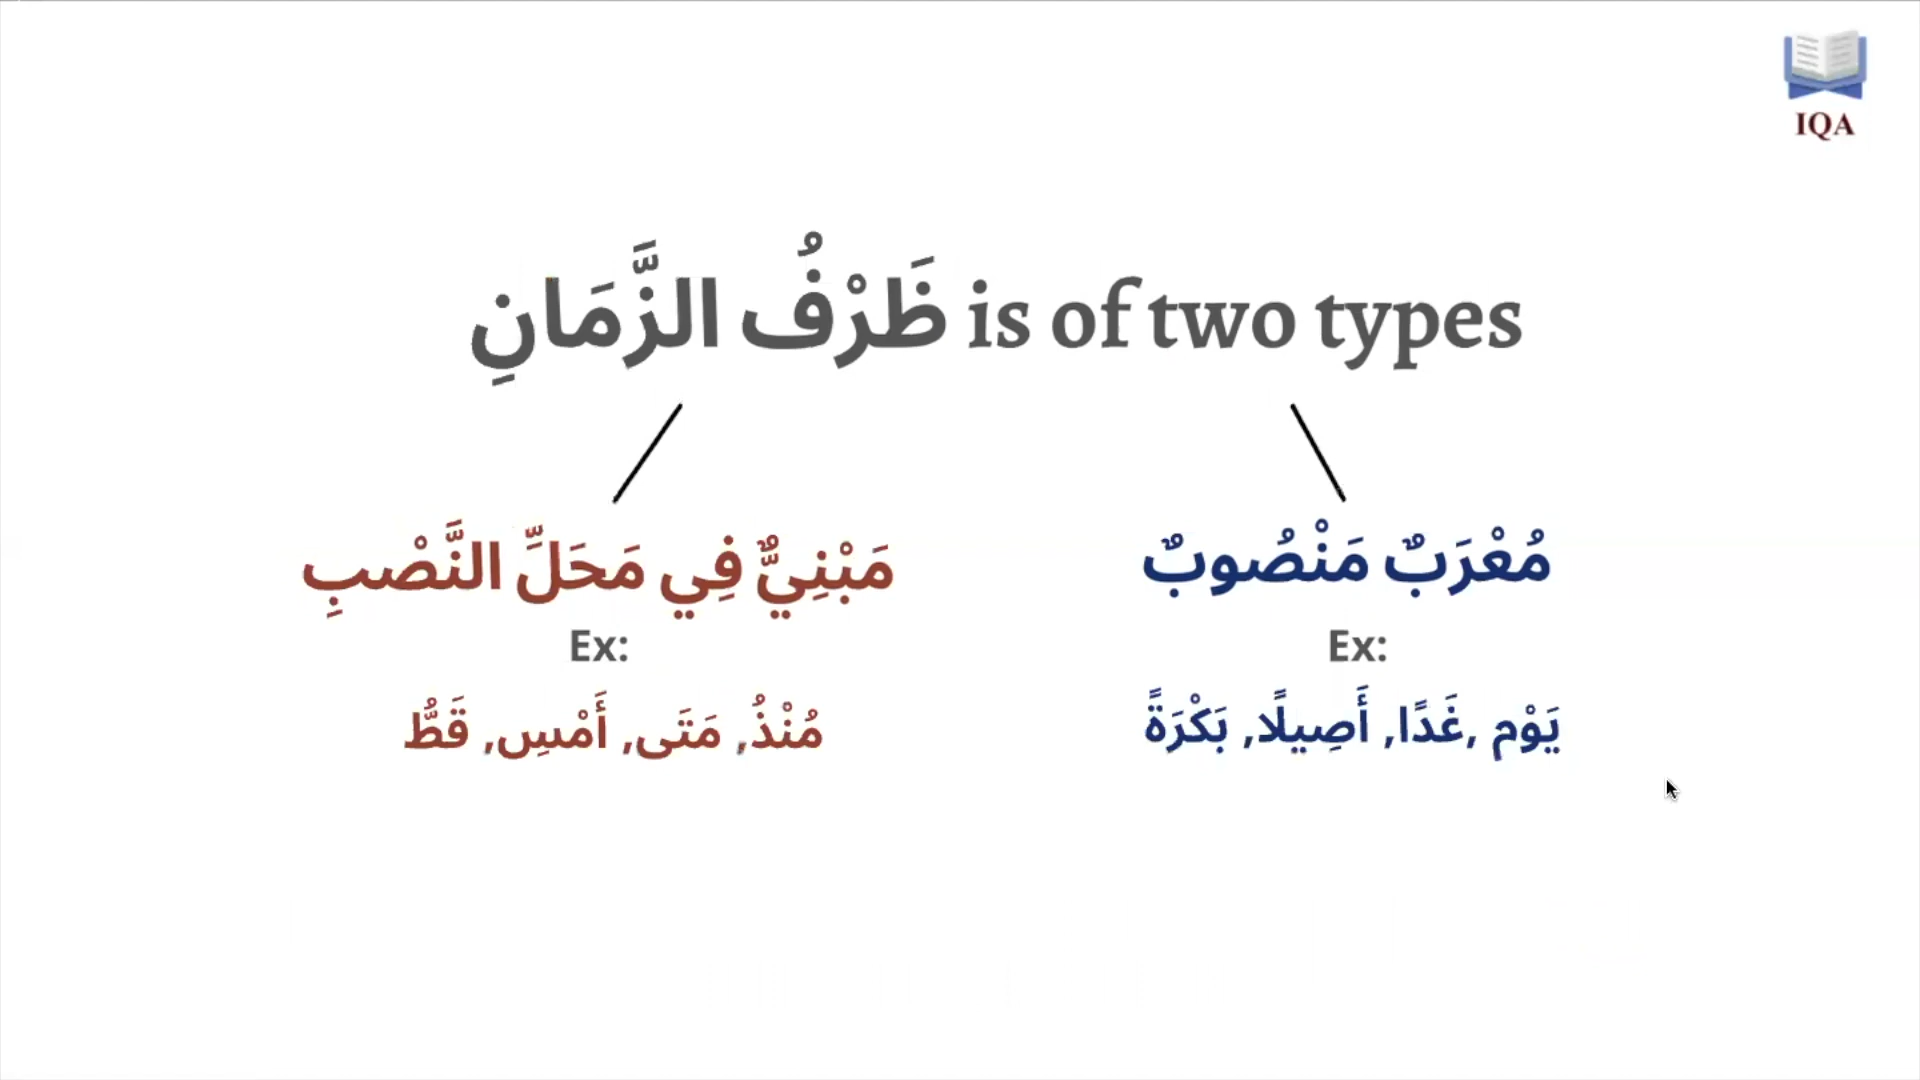 IQA
ظَرْفُ الزَّمَانِ is of two types
مَبْنِيٌّ فِي مَحَلِّ النَّصْبِ
Ex:
مُنْذُ, مَتَى, أَمْسِ, قَطُّ
مُعْرَبٌ مَنْصُوبٌ
Ex:
يَوْم ,غَدًا, أَصِيلًا, بَكْرَةً